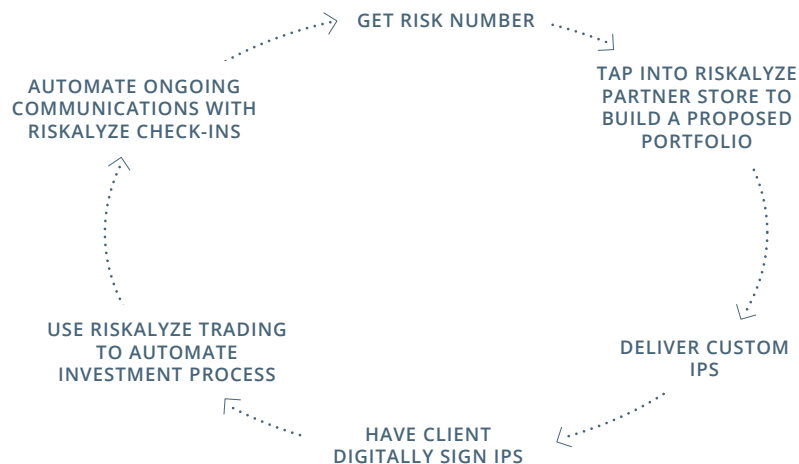 GET RISK NUMBER
TAP INTO RISKALYZE
PARTNER STORE TO
BUILD A PROPOSED
PORTFOLIO
DELIVER CUSTOM
IPS
HAVE CLIENT
DIGITALLY SIGN IPS
USE RISKALYZE TRADING
TO AUTOMATE
INVESTMENT PROCESS
AUTOMATE ONGOING
COMMUNICATIONS WITH
RISKALYZE CHECK-INS